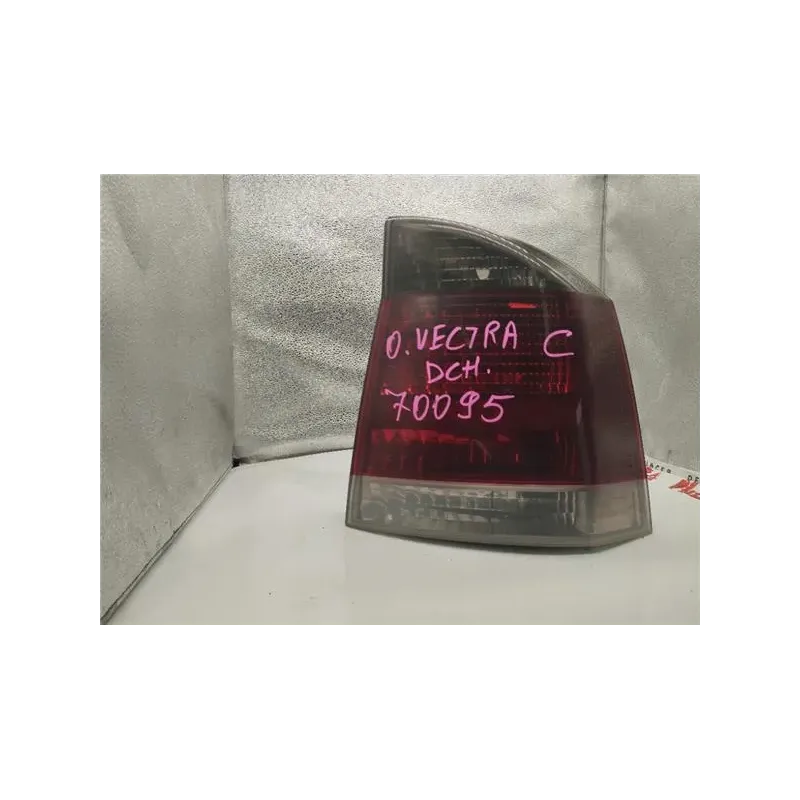 O. VECTRA C
DCH.
70095